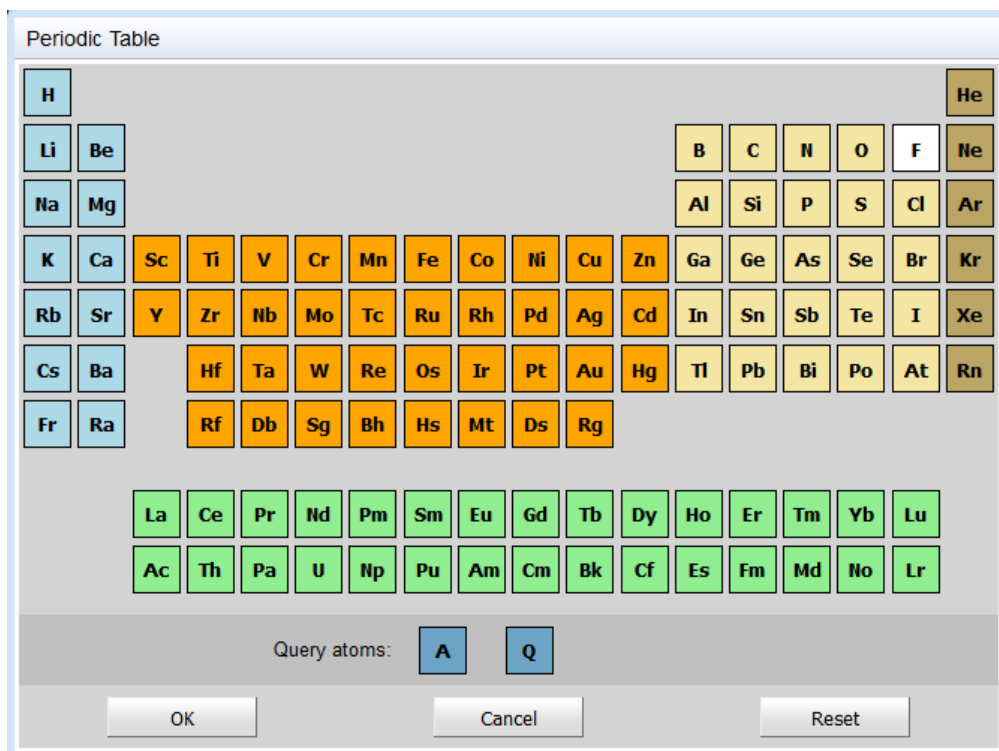 Periodic Table
H He
Li Be B C N O F Ne
Na Mg Al Si P S Cl Ar
K Ca Sc Ti V Cr Mn Fe Co Ni Cu Zn Ga Ge As Se Br Kr
Rb Sr Y Zr Nb Mo Tc Ru Rh Pd Ag Cd In Sn Sb Te I Xe
Cs Ba Hf Ta W Re Os Ir Pt Au Hg Tl Pb Bi Po At Rn
Fr Ra Rf Db Sg Bh Hs Mt Ds Rg
La Ce Pr Nd Pm Sm Eu Gd Tb Dy Ho Er Tm Yb Lu
Ac Th Pa U Np Pu Am Cm Bk Cf Es Fm Md No Lr
Query atoms: A Q
OK Cancel Reset